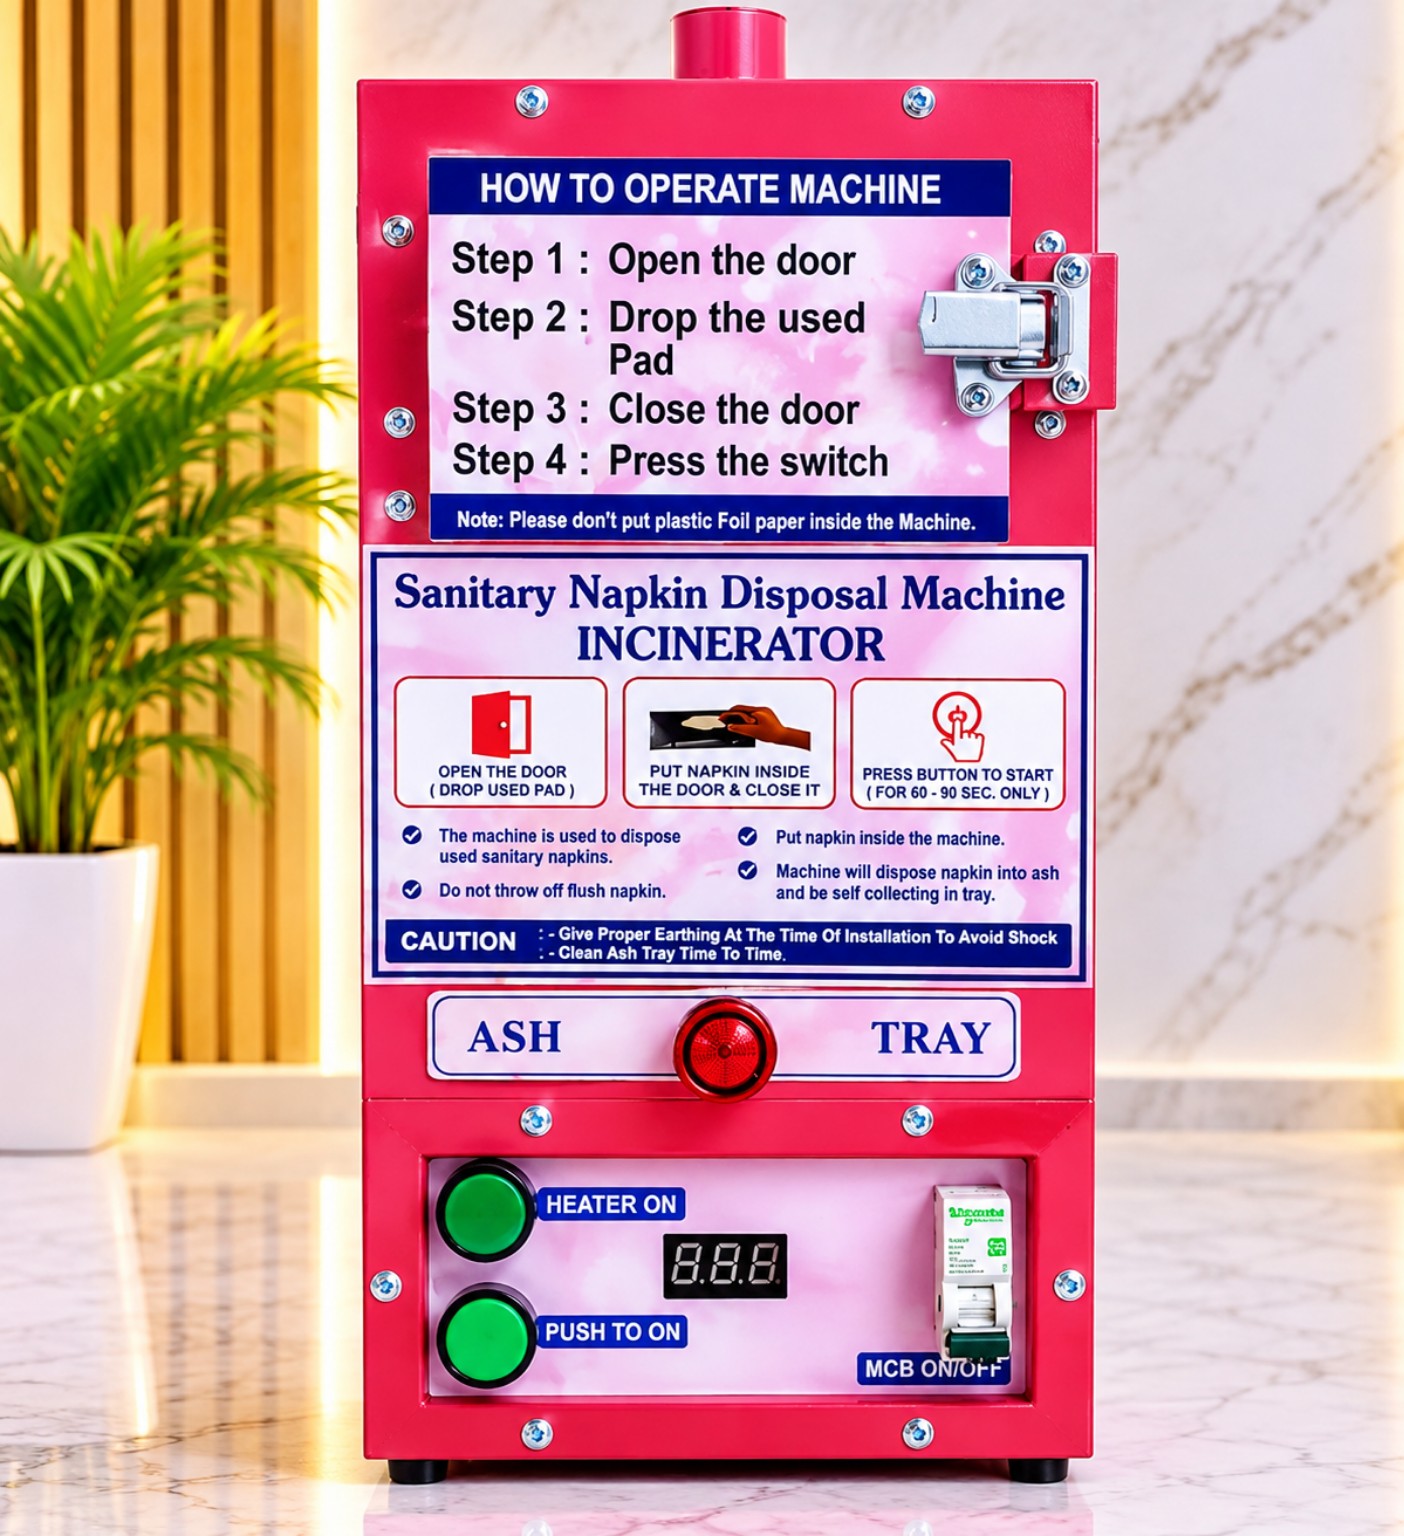 HOW TO OPERATE MACHINE
Step 1 : Open the door
Step 2 : Drop the used
Pad
Step 3 : Close the door
Step 4 : Press the switch
Note: Please don't put plastic Foil paper inside the Machine.
Sanitary Napkin Disposal Machine
INCINERATOR
OPEN THE DOOR
( DROP USED PAD )
PUT NAPKIN INSIDE
THE DOOR & CLOSE IT
PRESS BUTTON TO START
( FOR 60 - 90 SEC. ONLY )
The machine is used to dispose
used sanitary napkins.
Do not throw off flush napkin.
Put napkin inside the machine.
Machine will dispose napkin into ash
and be self collecting in tray.
CAUTION : - Give Proper Earthing At The Time Of Installation To Avoid Shock
: - Clean Ash Tray Time To Time.
ASH TRAY
HEATER ON
8.8.8.
PUSH TO ON
MCB ON/OFF